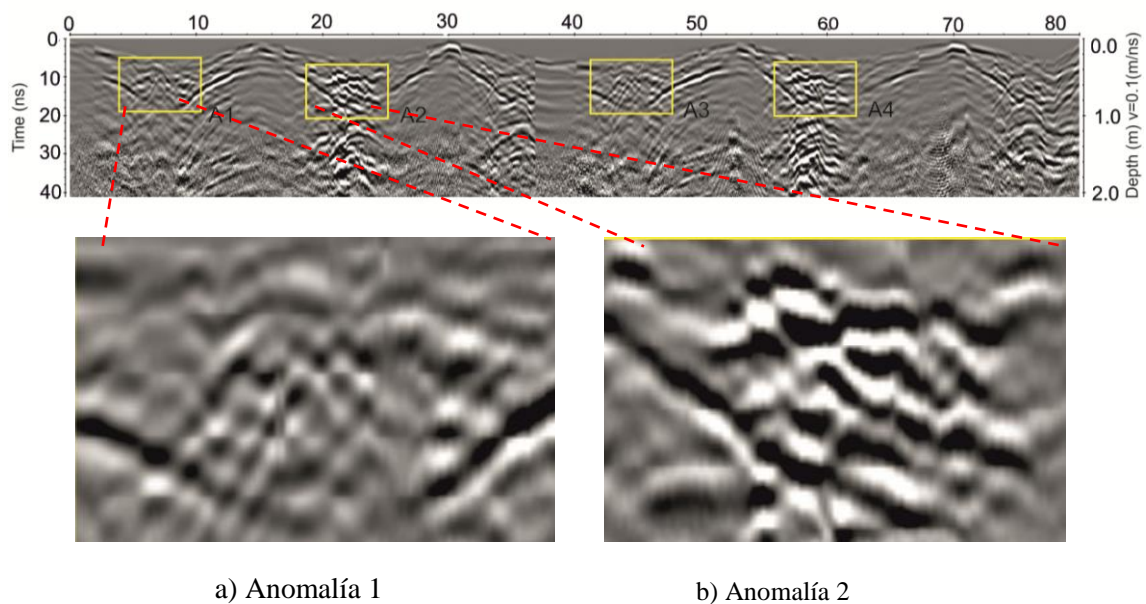 0 10 20 30 40 50 60 70 80
0
10
20
30
40
Time (ns)
0.0
1.0
2.0
Depth (m) v=0.1(m/ns)
A1
A2
A3
A4
a) Anomalía 1
b) Anomalía 2